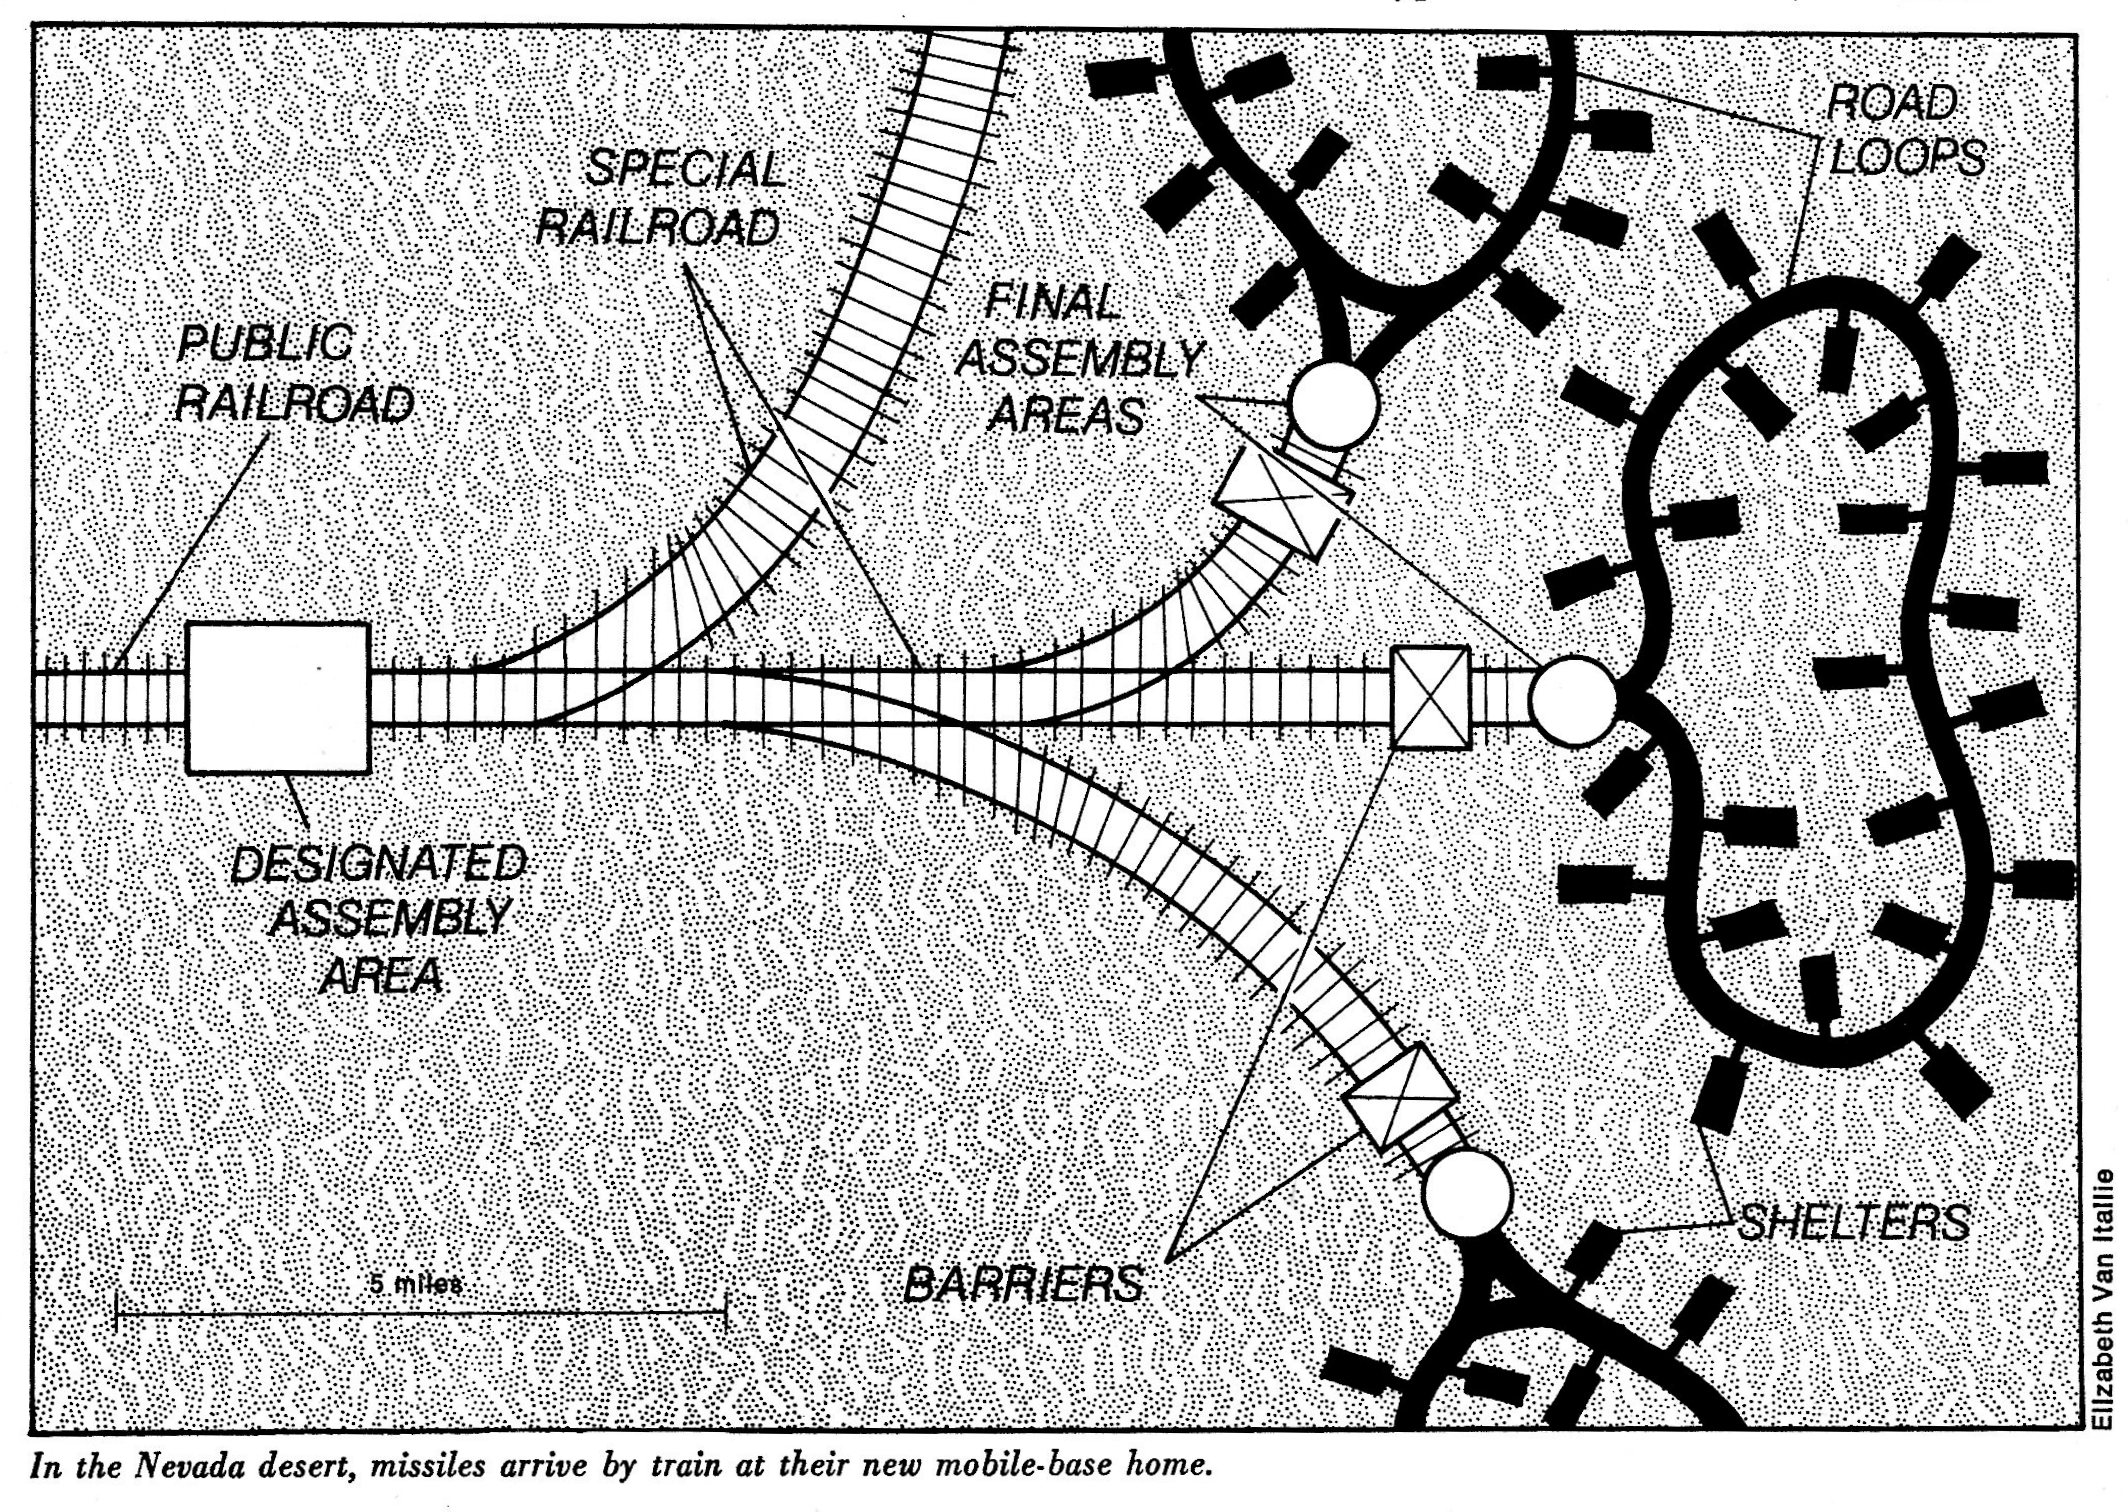 ROAD
LOOPS
SPECIAL
RAILROAD
FINAL
ASSEMBLY
AREAS
PUBLIC
RAILROAD
DESIGNATED
ASSEMBLY
AREA
SHELTERS
BARRIERS
5 miles
Elizabeth Van Itallie
In the Nevada desert, missiles arrive by train at their new mobile-base home.